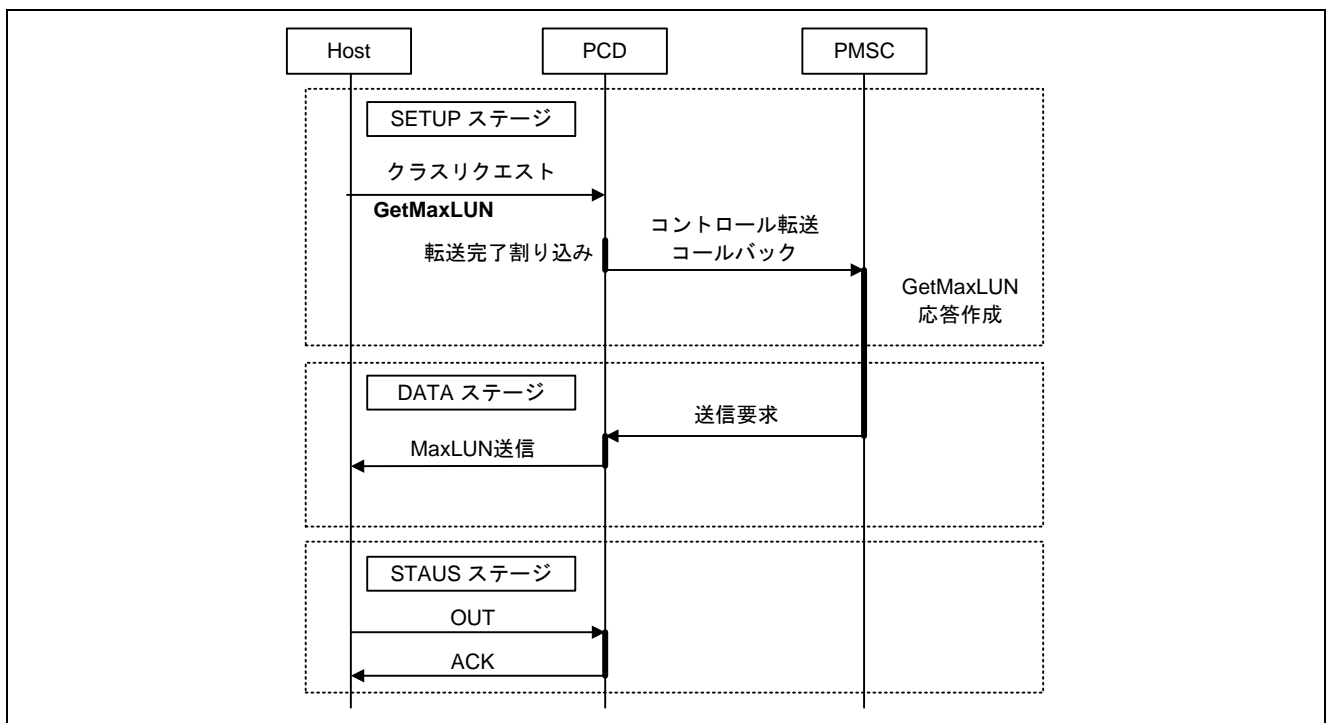 Host
PCD
PMSC
SETUP ステージ
クラスリクエスト
GetMaxLUN
転送完了割り込み
コントロール転送
コールバック
GetMaxLUN
応答作成
DATA ステージ
送信要求
MaxLUN送信
STAUS ステージ
OUT
ACK